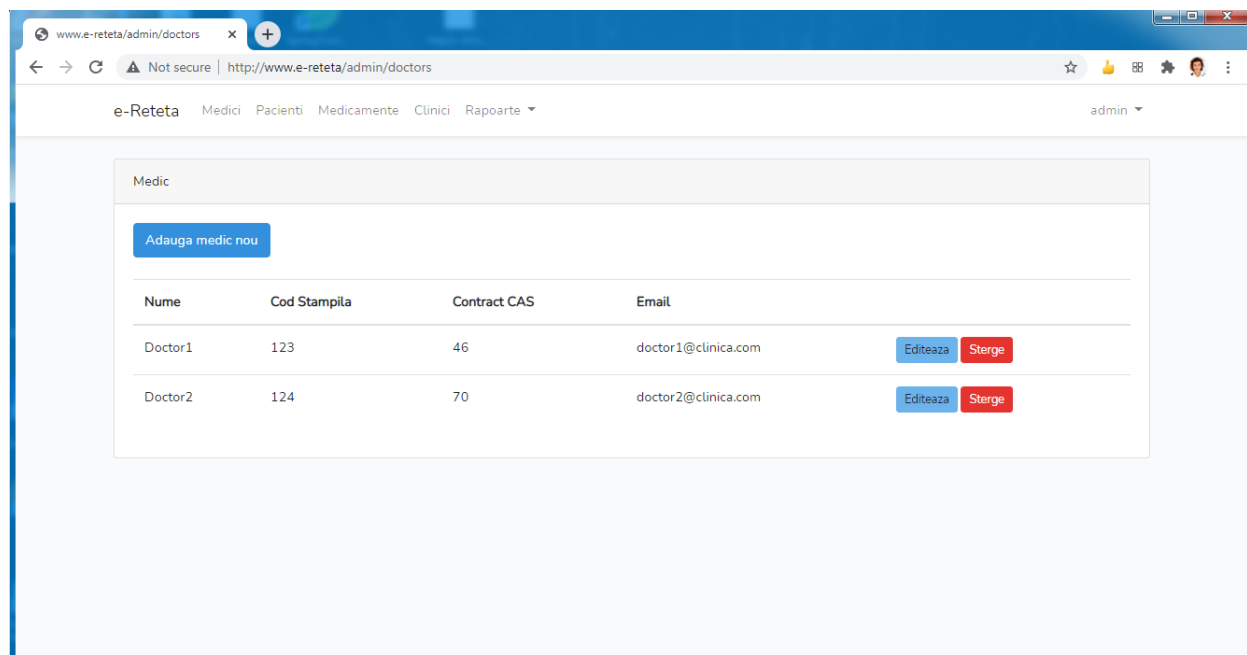 www.e-reteta/admin/doctors
Not secure | http://www.e-reteta/admin/doctors
e-Reteta Medici Pacienti Medicamente Clinici Rapoarte admin
Medic
Adauga medic nou
Nume Cod Stampila Contract CAS Email
Doctor1 123 46 doctor1@clinica.com Editeaza Sterge
Doctor2 124 70 doctor2@clinica.com Editeaza Sterge